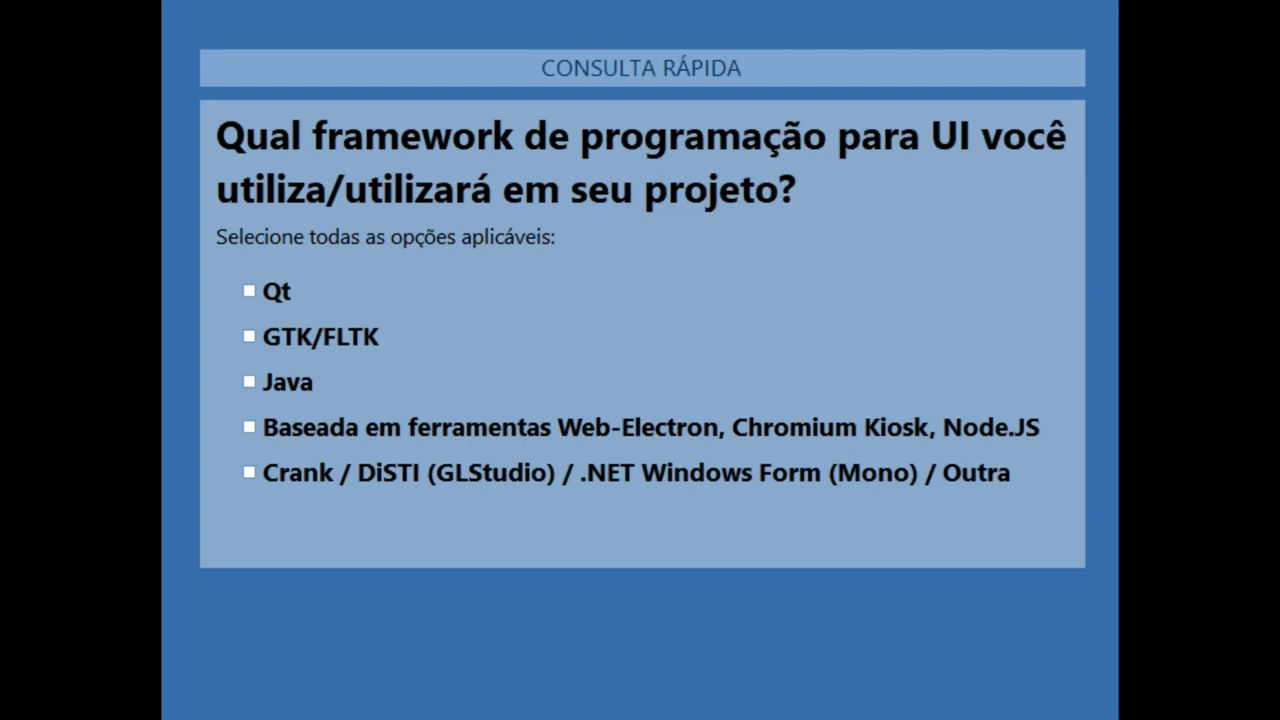 CONSULTA RÁPIDA
Qual framework de programação para UI você
utiliza/utilizará em seu projeto?
Selecione todas as opções aplicáveis:
Qt
GTK/FLTK
Java
Baseada em ferramentas Web-Electron, Chromium Kiosk, Node.JS
Crank / DiSTI (GLStudio) / .NET Windows Form (Mono) / Outra